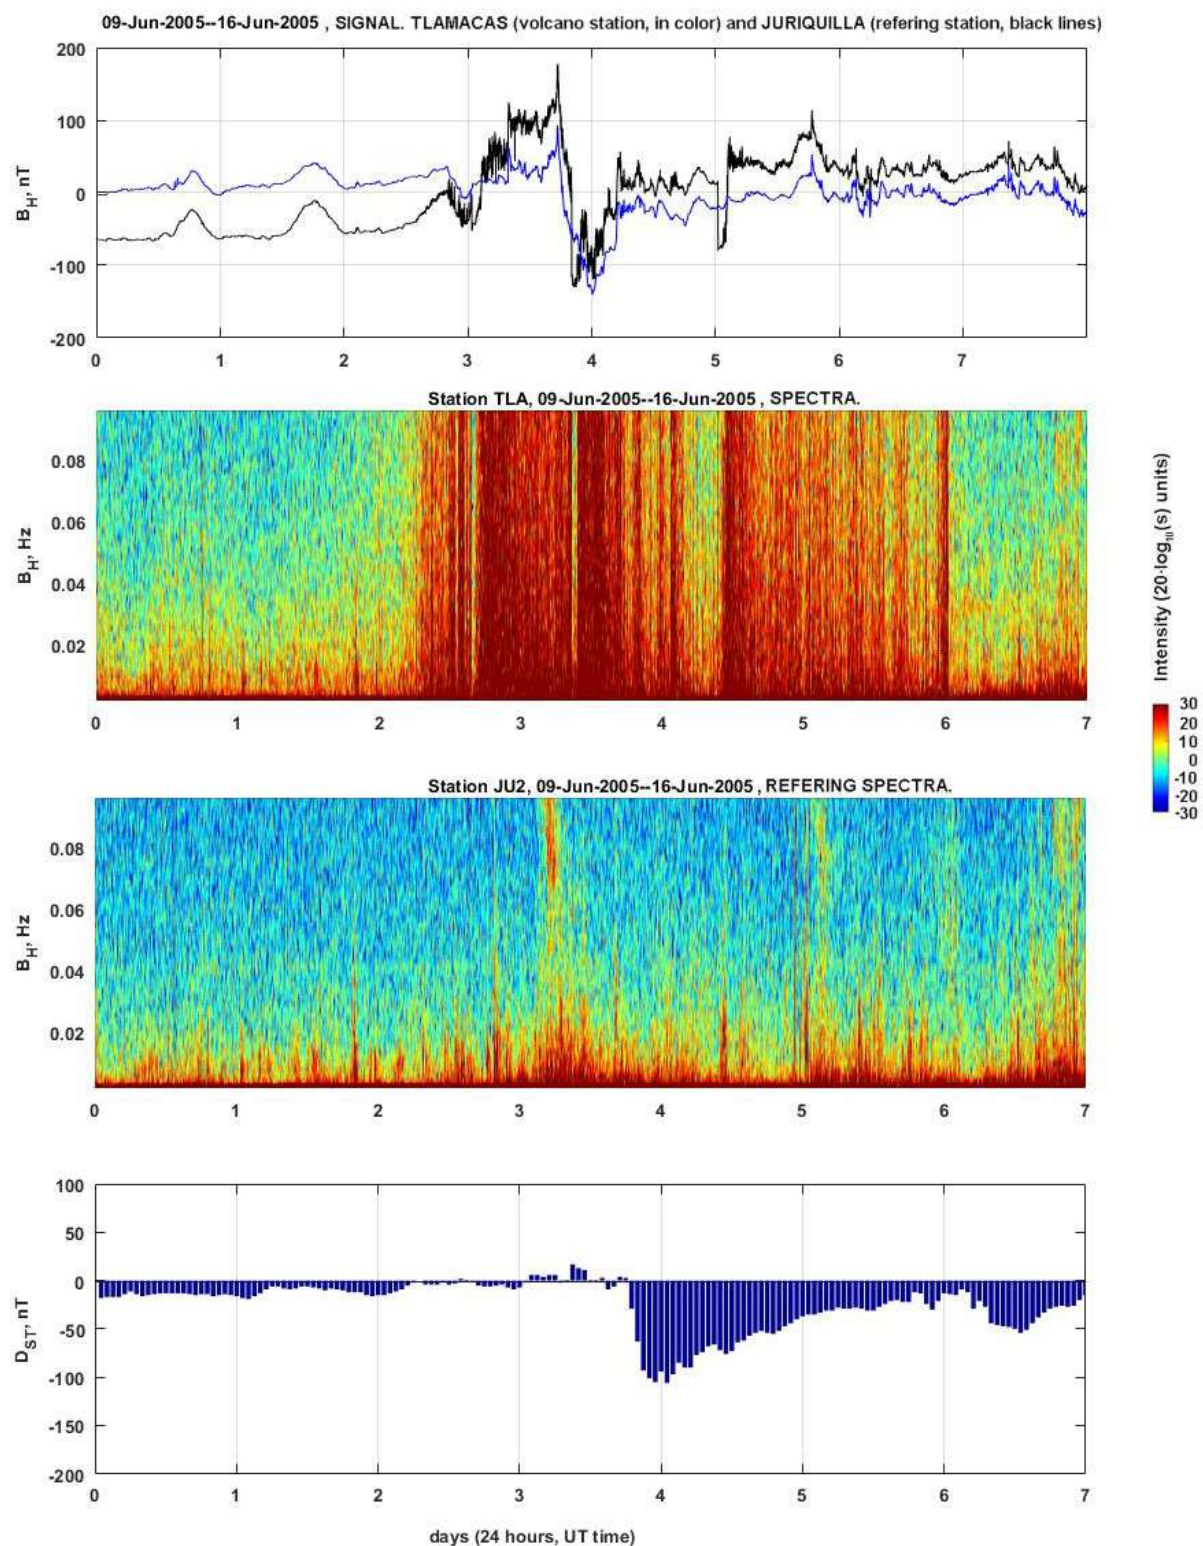 09-Jun-2005--16-Jun-2005 , SIGNAL. TLAMACAS (volcano station, in color) and JURIQUILLA (refering station, black lines)
200
100
0
-100
-200
B_H, nT
0 1 2 3 4 5 6 7
Station TLA, 09-Jun-2005--16-Jun-2005 , SPECTRA.
0.08
0.06
0.04
0.02
B_H, Hz
0 1 2 3 4 5 6 7
Intensity (20·log₁₀(s) units)
30
20
10
0
-10
-20
-30
Station JU2, 09-Jun-2005--16-Jun-2005 , REFERING SPECTRA.
0.08
0.06
0.04
0.02
B_H, Hz
0 1 2 3 4 5 6 7
100
50
0
-50
-100
-150
-200
D_ST, nT
0 1 2 3 4 5 6 7
days (24 hours, UT time)